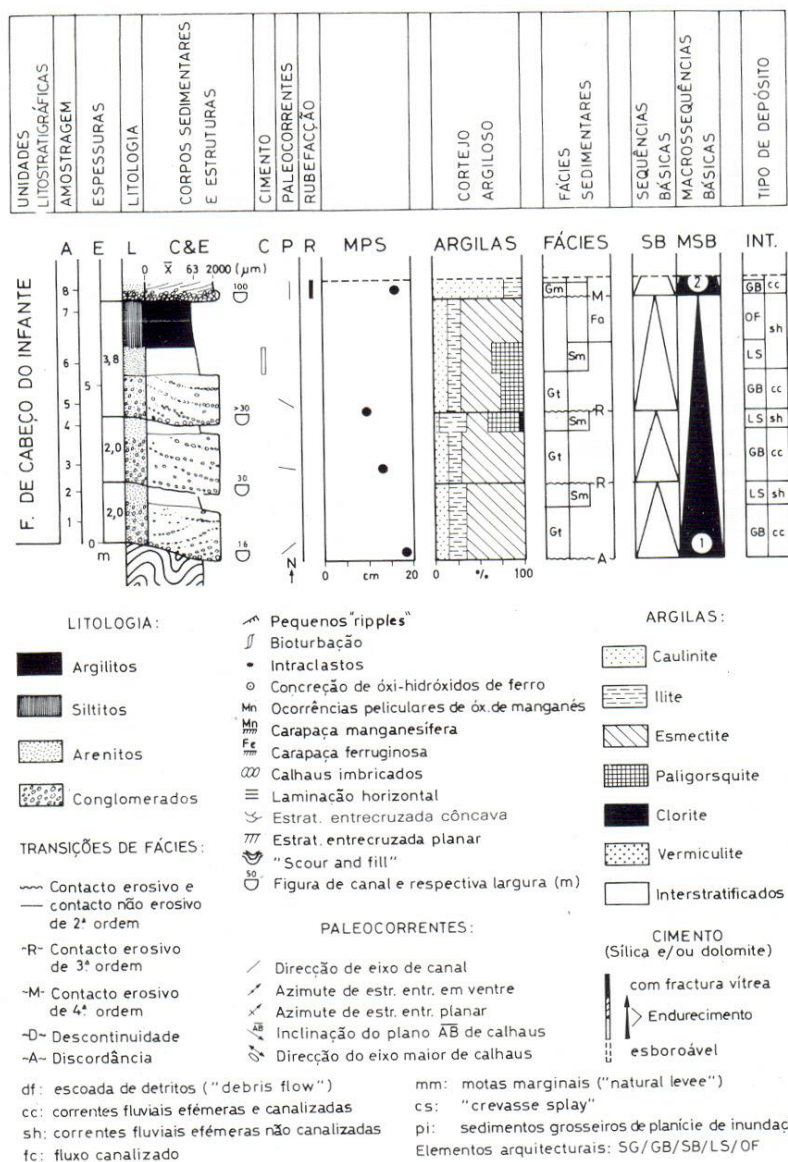 UNIDADES
LITOSTRATIGRÁFICAS
AMOSTRAGEM
ESPESSURAS
LITOLOGIA
CORPOS SEDIMENTARES
E ESTRUTURAS
CIMENTO
PALEOCORRENTES
RUBEFACÇÃO
CORTEJO
ARGILOSO
FÁCIES
SEDIMENTARES
SEQUÊNCIAS
BÁSICAS
MACROSSEQUÊNCIAS
BÁSICAS
TIPO DE DEPÓSITO
A E L C&E C P R MPS ARGILAS FÁCIES SB MSB INT.
0 X̄ 63 2000 (µm)
F. DE CABEÇO DO INFANTE
8
7
6
5
4
3
2
1
5
0
m
3,8
2,0
2,0
100
>30
30
16
N
0 cm 20
0 % 100
Gm
M
Fa
Sm
Gt
R
Sm
Gt
R
Sm
Gt
A
2
1
GB cc
OF
sh
LS
GB cc
LS sh
GB cc
LS sh
GB cc
LITOLOGIA:
Argilitos
Siltitos
Arenitos
Conglomerados
TRANSIÇÕES DE FÁCIES:
Contacto erosivo e
contacto não erosivo
de 2ª ordem
-R- Contacto erosivo
de 3ª ordem
-M- Contacto erosivo
de 4ª ordem
~D~ Descontinuidade
~A~ Discordância
Pequenos "ripples"
Bioturbação
Intraclastos
Concreção de óxi-hidróxidos de ferro
Mn Ocorrências peliculares de óx. de manganés
Mn Carapaça manganesífera
Fe Carapaça ferruginosa
Calhaus imbricados
Laminação horizontal
Estrat. entrecruzada côncava
Estrat. entrecruzada planar
"Scour and fill"
50 Figura de canal e respectiva largura (m)
PALEOCORRENTES:
Direcção de eixo de canal
Azimute de estr. entr. em ventre
Azimute de estr. entr. planar
AB Inclinação do plano AB de calhaus
Direcção do eixo maior de calhaus
ARGILAS:
Caulinite
Ilite
Esmectite
Paligorsquite
Clorite
Vermiculite
Interstratificados
CIMENTO
(Sílica e/ou dolomite)
com fractura vítrea
Endurecimento
esboroável
df: escoada de detritos ("debris flow")
cc: correntes fluviais efémeras e canalizadas
sh: correntes fluviais efémeras não canalizadas
fc: fluxo canalizado
mm: motas marginais ("natural levee")
cs: "crevasse splay"
pi: sedimentos grosseiros de planície de inundaç
Elementos arquitecturais: SG/GB/SB/LS/OF